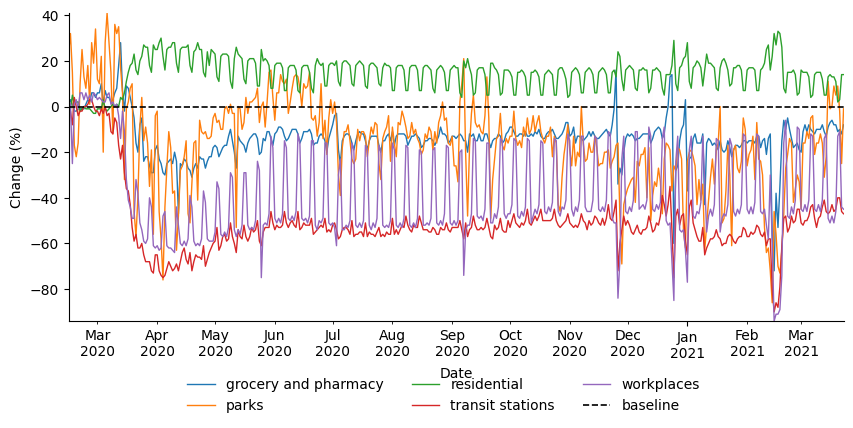 Change (%)
40
20
0
−20
−40
−60
−80
Mar 2020
Apr 2020
May 2020
Jun 2020
Jul 2020
Aug 2020
Sep 2020
Oct 2020
Nov 2020
Dec 2020
Jan 2021
Feb 2021
Mar 2021
Date
grocery and pharmacy
parks
residential
transit stations
workplaces
baseline